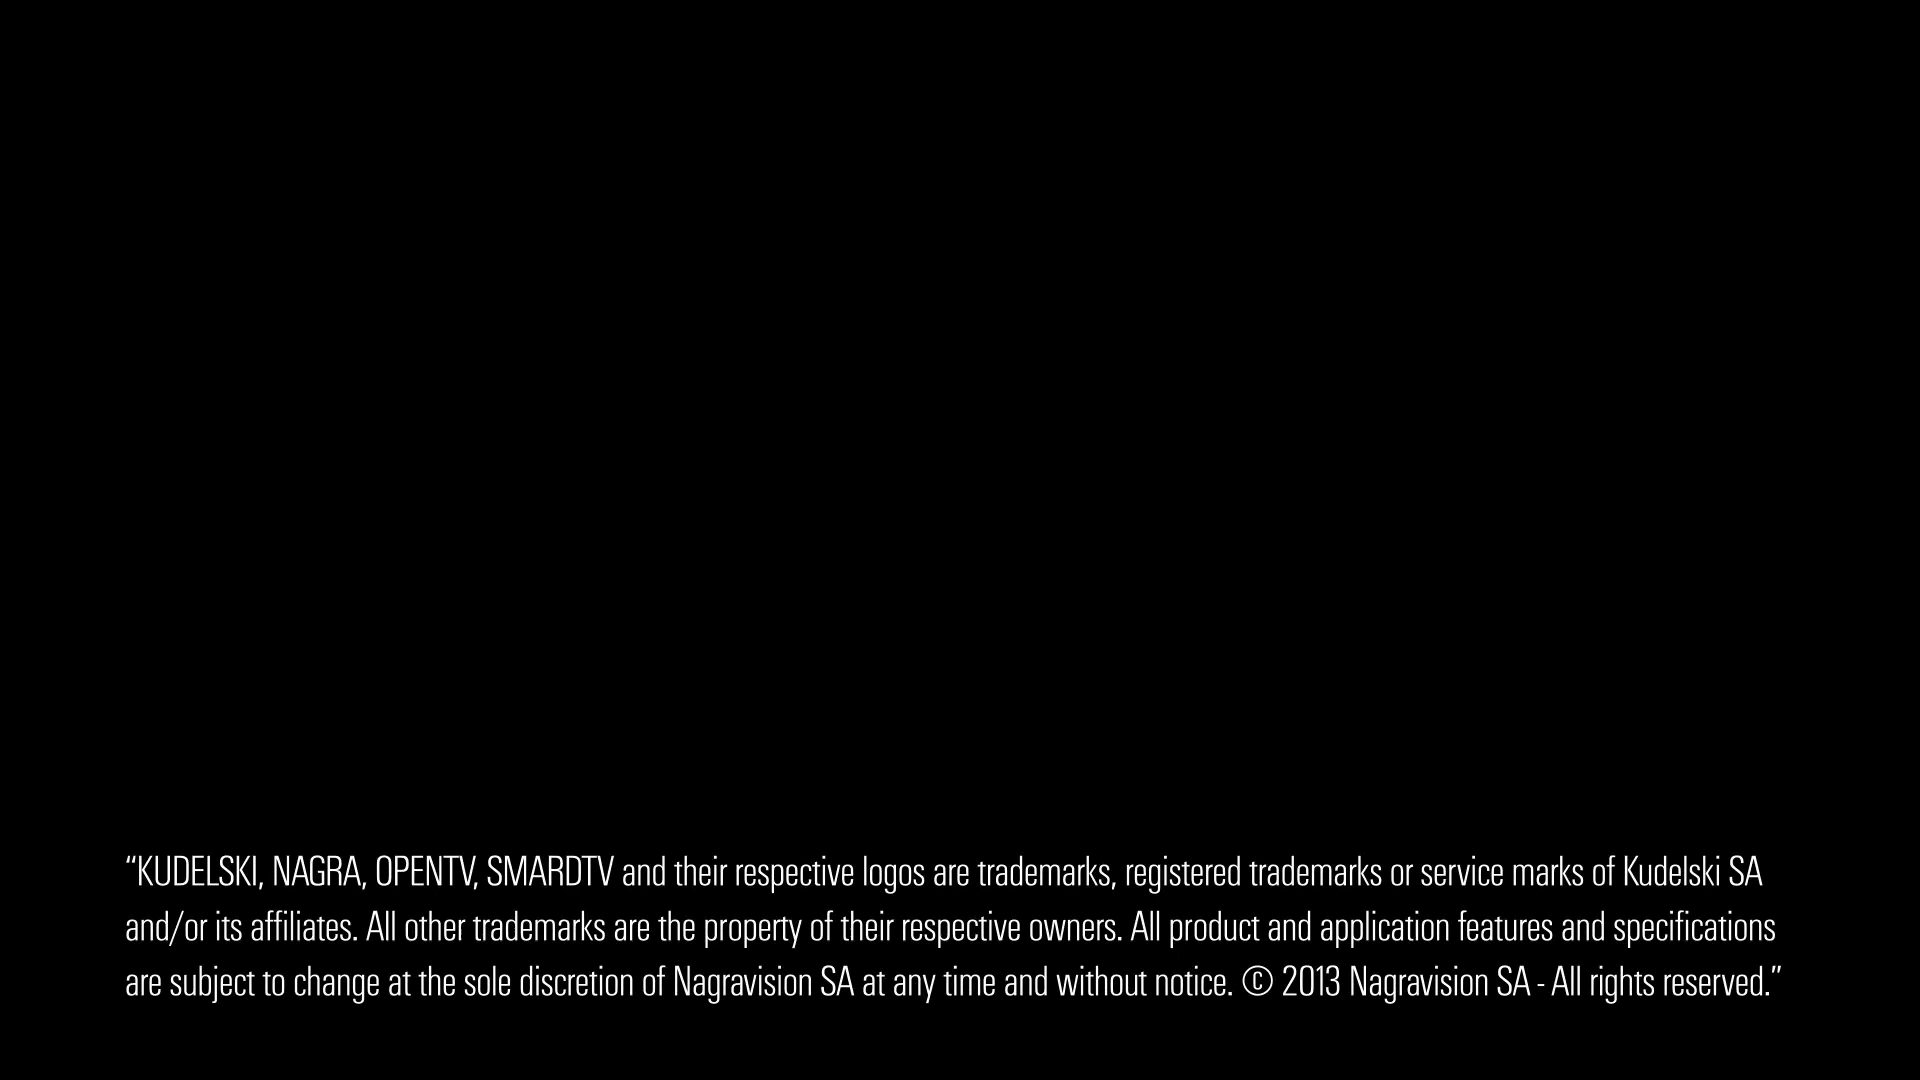 “KUDELSKI, NAGRA, OPENTV, SMARDTV and their respective logos are trademarks, registered trademarks or service marks of Kudelski SA
and/or its affiliates. All other trademarks are the property of their respective owners. All product and application features and specifications
are subject to change at the sole discretion of Nagravision SA at any time and without notice. © 2013 Nagravision SA - All rights reserved.”